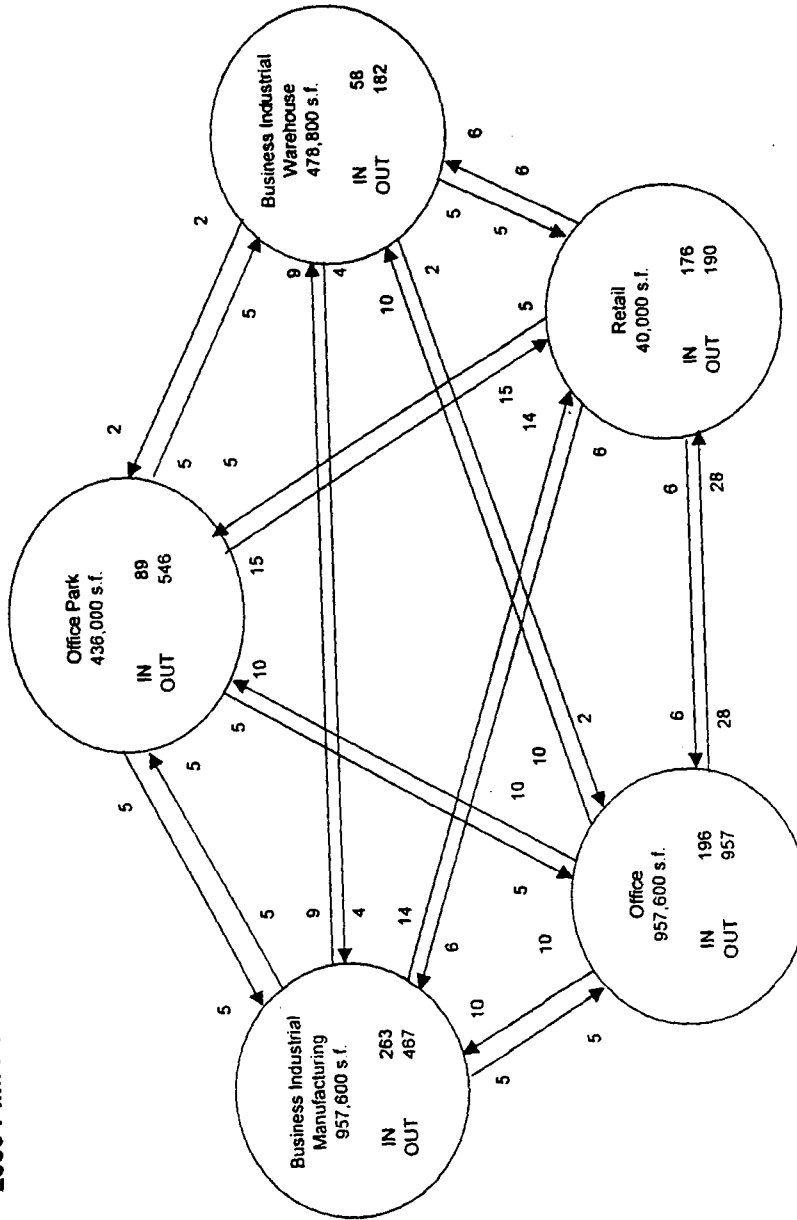 Office Park
436,000 s.f.
IN 89
OUT 546
Business Industrial
Warehouse
478,800 s.f.
IN 58
OUT 182
Business Industrial
Manufacturing
957,600 s.f.
IN 263
OUT 467
Retail
40,000 s.f.
IN 176
OUT 190
Office
957,600 s.f.
IN 196
OUT 957
2
2
5
5
5
5
5
5
15
10
5
9
4
9
4
10
2
5
5
6
6
5
15
14
6
14
6
10
10
2
5
10
10
5
5
6
28
6
28